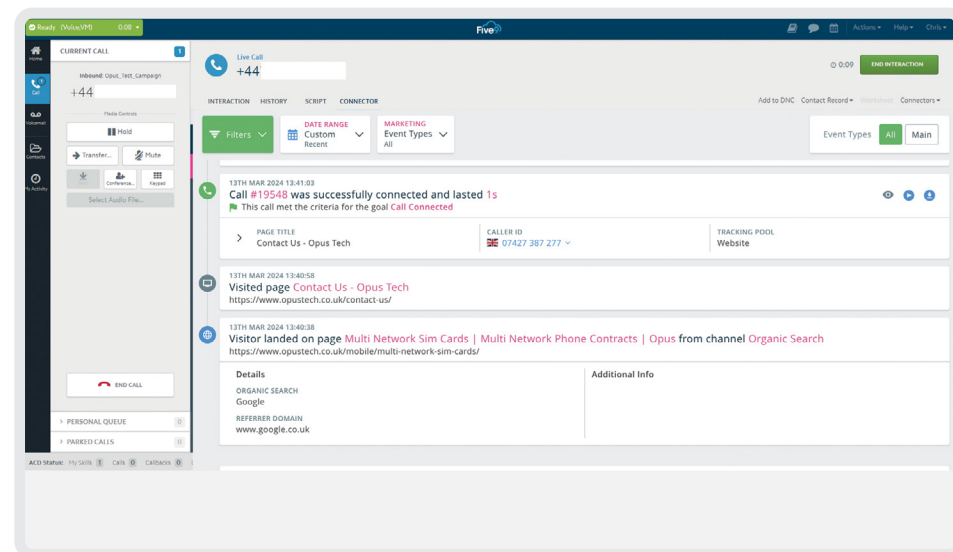 Ready (Voice,VM) 0:09
Five9
Actions Help Chris
Home
Call
Voicemail
Contacts
My Activity
CURRENT CALL 1
Inbound: Oput_Test_Campaign
+44
Media Controls
Hold
Transfer... Mute
Conference... Keypad
Select Audio File...
END CALL
PERSONAL QUEUE 0
PARKED CALLS 0
ACD Status: My Skills 1 Calls 0 Callbacks 0
Live Call
+44
0:09 END INTERACTION
INTERACTION HISTORY SCRIPT CONNECTOR
Add to DNC Contact Record Worksheet Connectors
Filters
DATE RANGE
Custom
Recent
MARKETING
Event Types
All
Event Types All Main
13TH MAR 2024 13:41:03
Call #19548 was successfully connected and lasted 1s
This call met the criteria for the goal Call Connected
PAGE TITLE
Contact Us - Opus Tech
CALLER ID
07427 387 277
TRACKING POOL
Website
13TH MAR 2024 13:40:58
Visited page Contact Us - Opus Tech
https://www.opustech.co.uk/contact-us/
13TH MAR 2024 13:40:38
Visitor landed on page Multi Network Sim Cards | Multi Network Phone Contracts | Opus from channel Organic Search
https://www.opustech.co.uk/mobile/multi-network-sim-cards/
Details
ORGANIC SEARCH
Google
REFERRER DOMAIN
www.google.co.uk
Additional Info